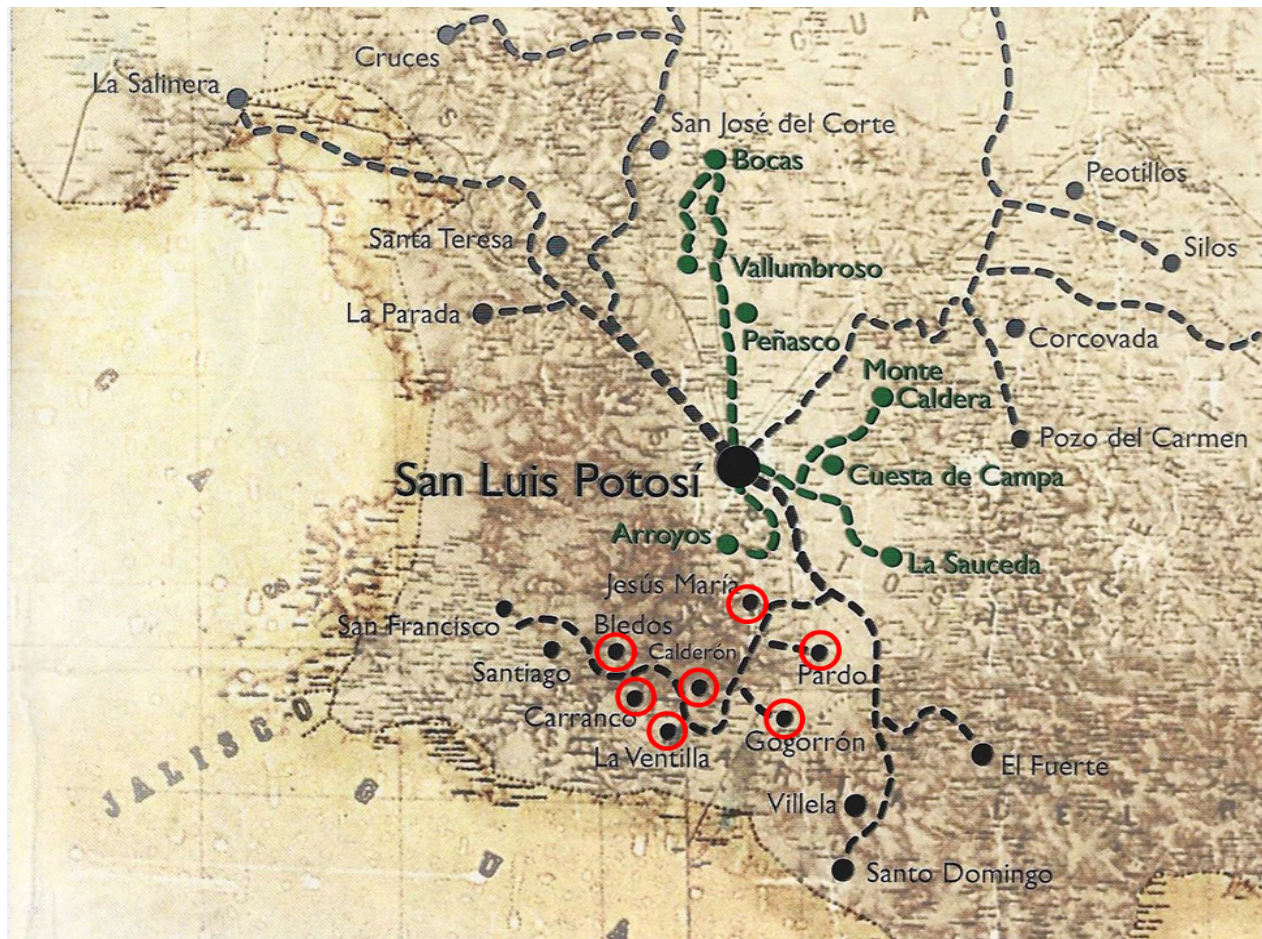 Cruces
La Salinera
San José del Corte
Bocas
Peotillos
Santa Teresa
Silos
Vallumbroso
La Parada
Peñasco
Corcovada
Monte
Caldera
Pozo del Carmen
San Luis Potosí
Cuesta de Campa
Arroyos
La Sauceda
Jesús María
San Francisco
Bledos
Calderón
Santiago
Pardo
Carranco
Gogorrón
La Ventilla
El Fuerte
JALISCO
Villela
Santo Domingo